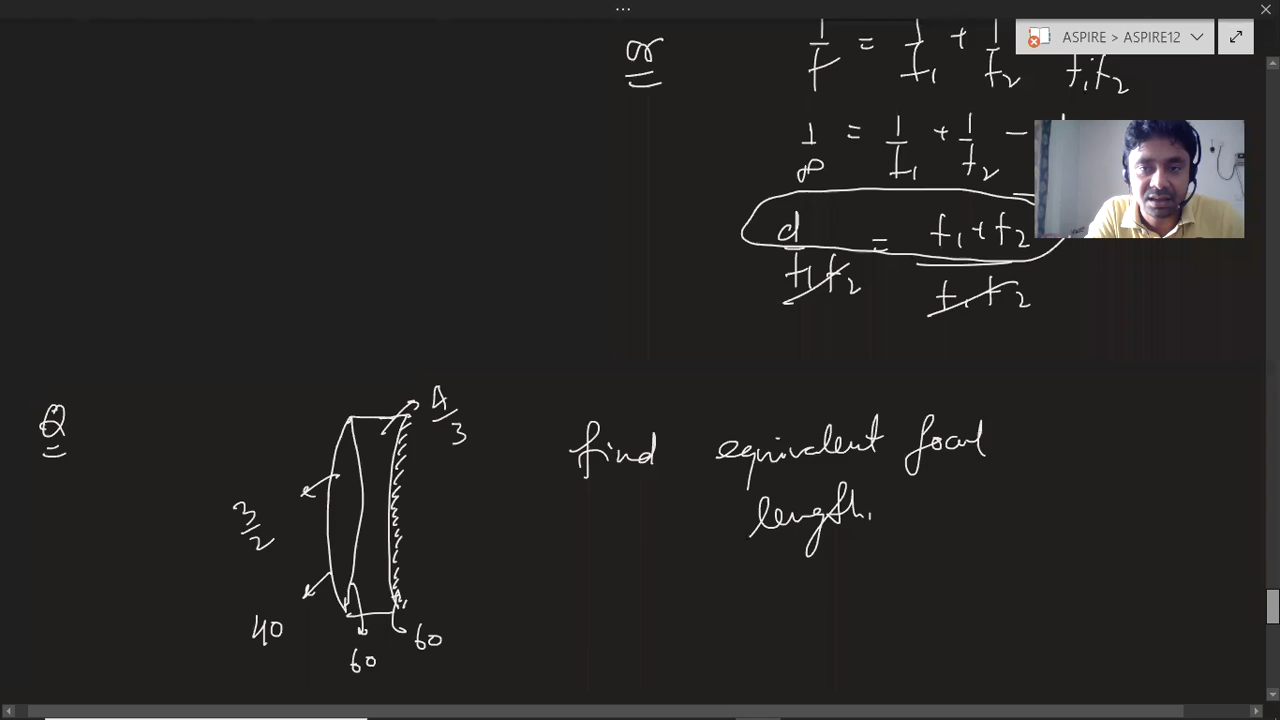 ...
ASPIRE > ASPIRE12
or
1/f = 1/f₁ + 1/f₂
f₁f₂
1/∞ = 1/f₁ + 1/f₂ −
d/f₁f₂ = f₁+f₂/f₁f₂
Q
4/3
find equivalent focal
length.
3/2
40
60
60